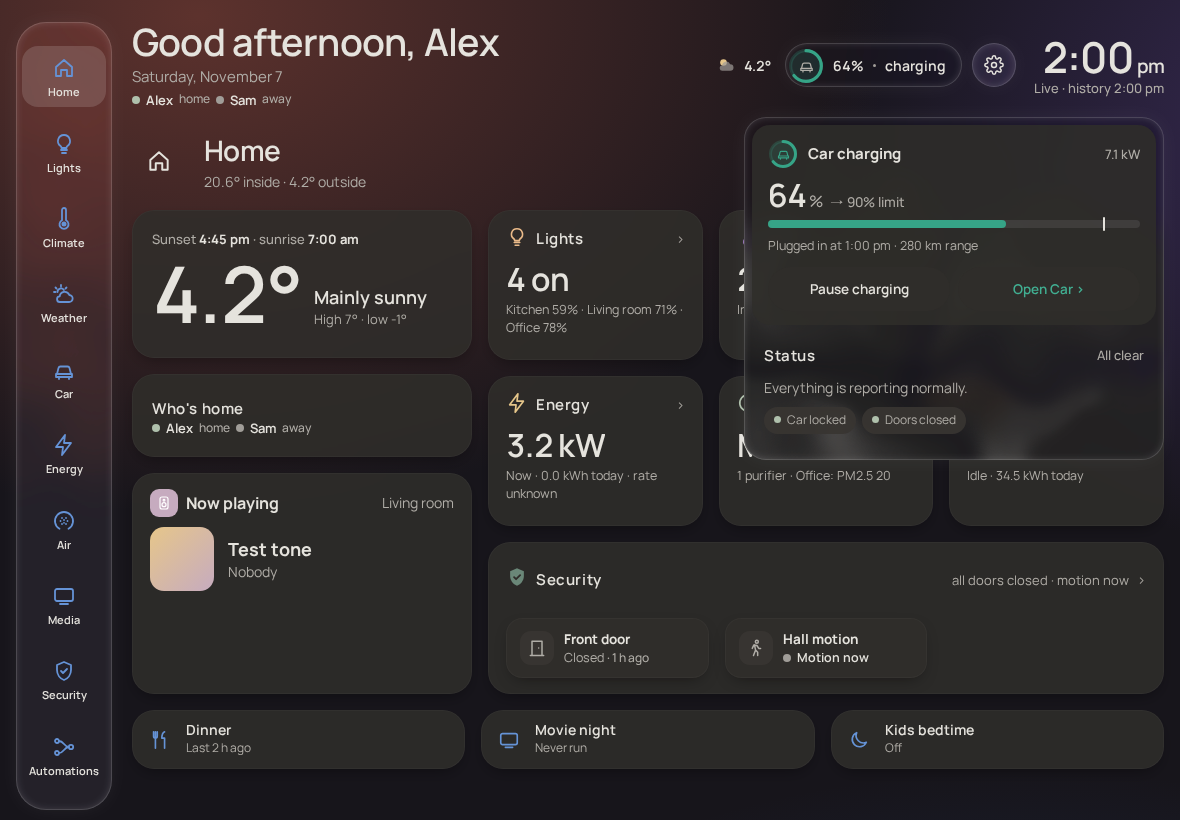 Good afternoon, Alex
Saturday, November 7
Alex home Sam away
4.2°
64% · charging
2:00 pm
Live · history 2:00 pm
Home
Lights
Climate
Weather
Car
Energy
Air
Media
Security
Automations
Home
20.6° inside · 4.2° outside
Sunset 4:45 pm · sunrise 7:00 am
4.2°
Mainly sunny
High 7° · low -1°
Who's home
Alex home Sam away
Now playing
Living room
Test tone
Nobody
Lights ›
4 on
Kitchen 59% · Living room 71% ·
Office 78%
Energy ›
3.2 kW
Now · 0.0 kWh today · rate
unknown
Car charging
7.1 kW
64 % → 90% limit
Plugged in at 1:00 pm · 280 km range
Pause charging
Open Car ›
Status
All clear
Everything is reporting normally.
Car locked
Doors closed
1 purifier · Office: PM2.5 20
Idle · 34.5 kWh today
Security
all doors closed · motion now ›
Front door
Closed · 1 h ago
Hall motion
Motion now
Dinner
Last 2 h ago
Movie night
Never run
Kids bedtime
Off